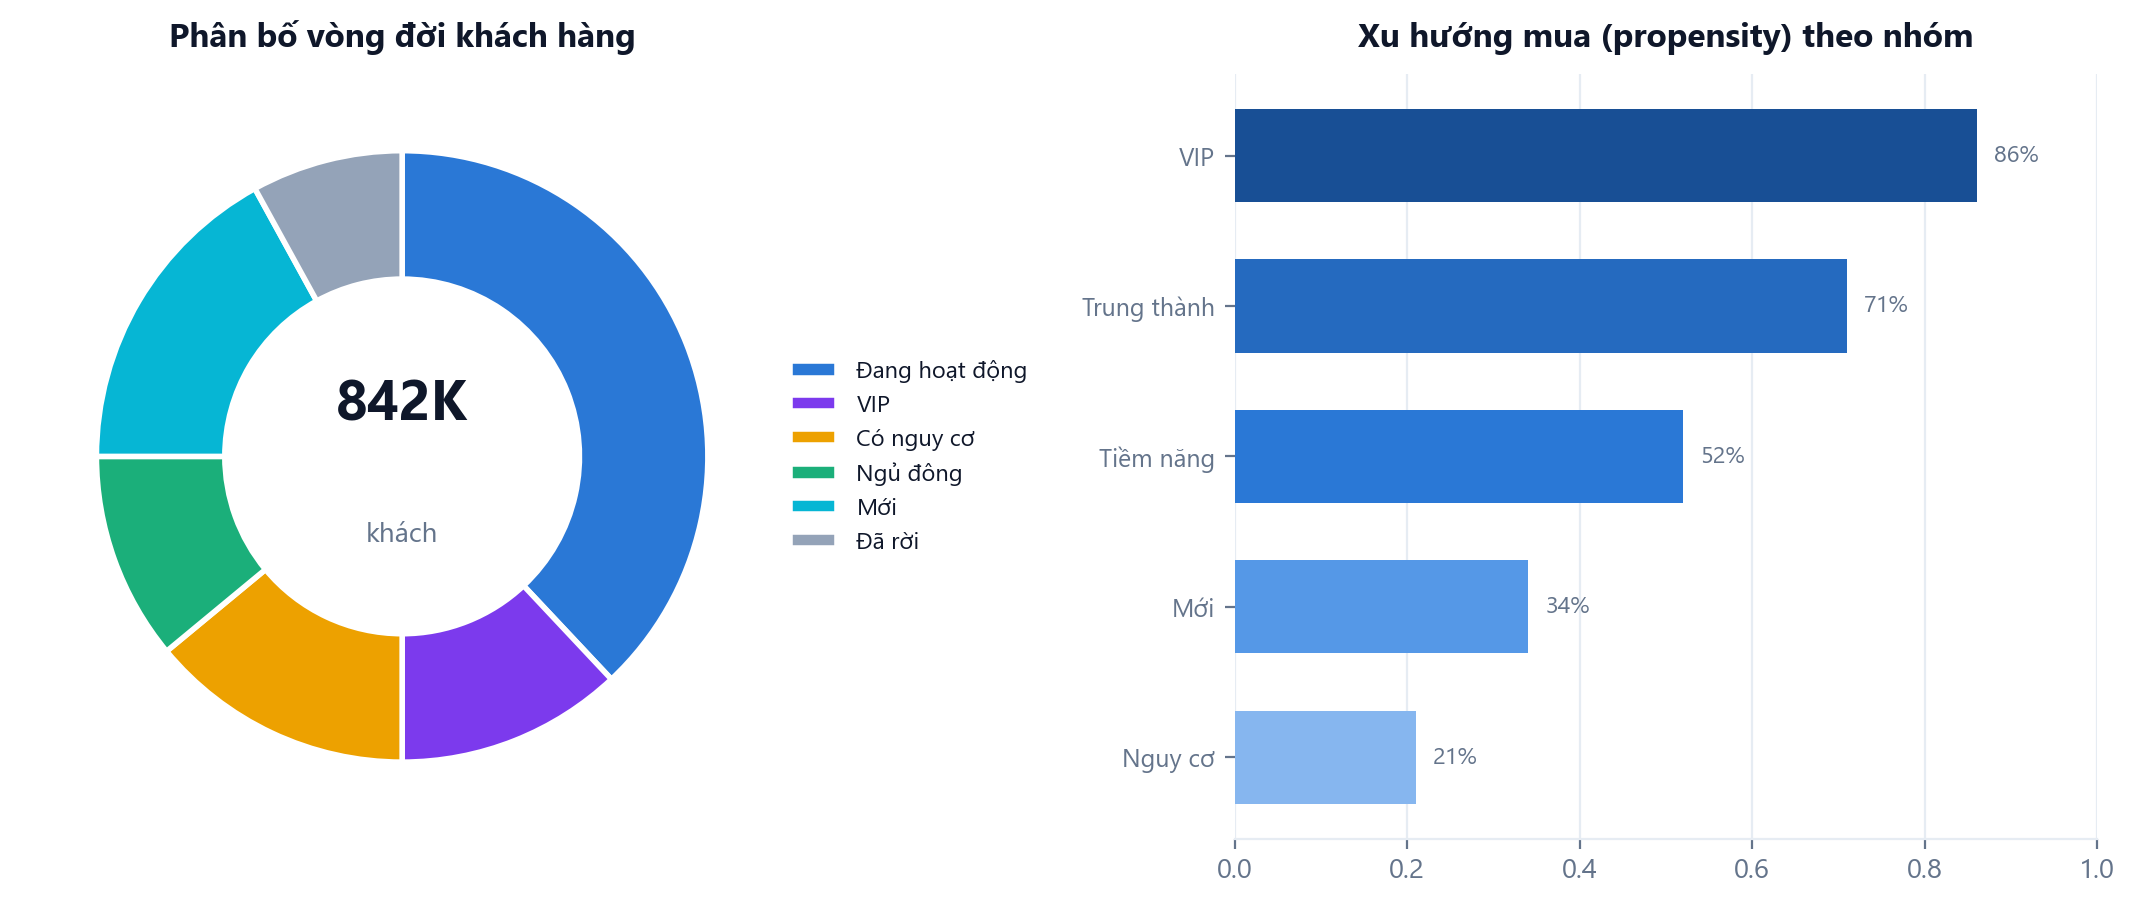 Phân bố vòng đời khách hàng
842K
khách
Đang hoạt động
VIP
Có nguy cơ
Ngủ đông
Mới
Đã rời
Xu hướng mua (propensity) theo nhóm
VIP
86%
Trung thành
71%
Tiềm năng
52%
Mới
34%
Nguy cơ
21%
0.0 0.2 0.4 0.6 0.8 1.0